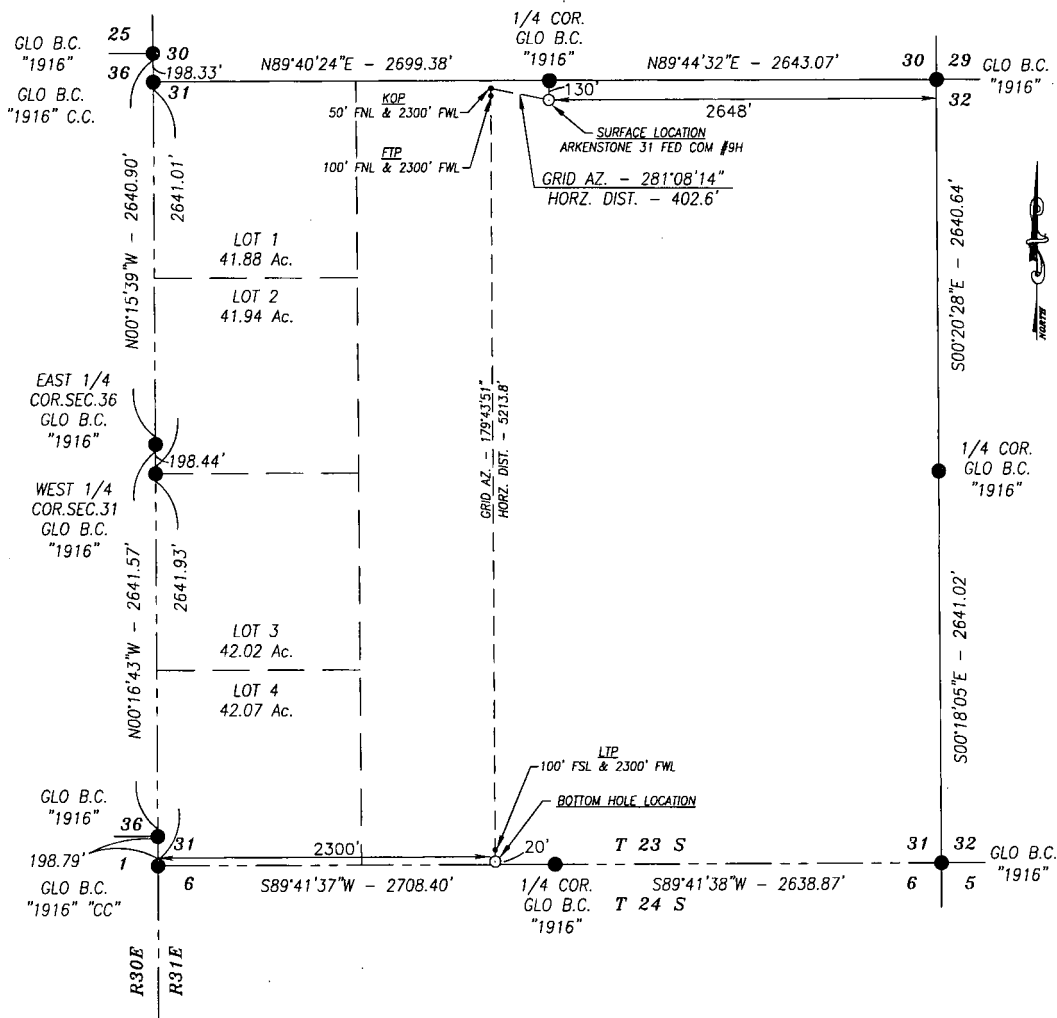 1/4 COR.
GLO B.C.
"1916"
25
30
GLO B.C.
"1916"
198.33'
36
31
GLO B.C.
"1916" C.C.
N89°40'24"E - 2699.38'
N89°44'32"E - 2643.07'
30
29
32
GLO B.C.
"1916"
KOP
50' FNL & 2300' FWL
FTP
100' FNL & 2300' FWL
130'
2648'
SURFACE LOCATION
ARKENSTONE 31 FED COM #9H
GRID AZ. - 281°08'14"
HORZ. DIST. - 402.6'
N00°15'39"W - 2640.90'
2641.01'
LOT 1
41.88 Ac.
LOT 2
41.94 Ac.
S00°20'28"E - 2640.64'
NORTH
EAST 1/4
COR.SEC.36
GLO B.C.
"1916"
198.44'
WEST 1/4
COR.SEC.31
GLO B.C.
"1916"
GRID AZ. - 179°43'51"
HORZ. DIST. - 5213.8'
1/4 COR.
GLO B.C.
"1916"
N00°16'43"W - 2641.57'
2641.93'
LOT 3
42.02 Ac.
LOT 4
42.07 Ac.
S00°18'05"E - 2641.02'
LTP
100' FSL & 2300' FWL
BOTTOM HOLE LOCATION
GLO B.C.
"1916"
36
31
198.79'
1
6
GLO B.C.
"1916" "CC"
2300'
20'
T 23 S
31
32
6
5
GLO B.C.
"1916"
S89°41'37"W - 2708.40'
1/4 COR.
GLO B.C.
"1916"
S89°41'38"W - 2638.87'
T 24 S
R30E
R31E